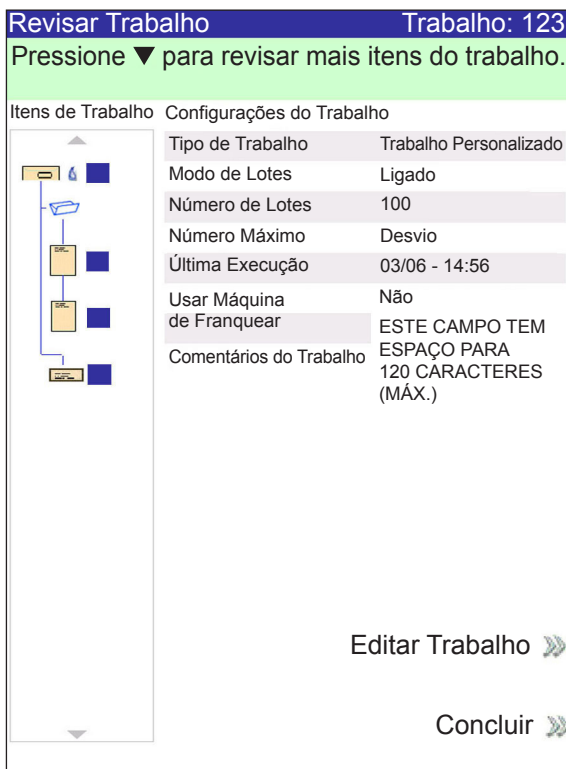 Revisar Trabalho Trabalho: 123
Pressione ▼ para revisar mais itens do trabalho.
Itens de Trabalho Configurações do Trabalho
Tipo de Trabalho Trabalho Personalizado
Modo de Lotes Ligado
Número de Lotes 100
Número Máximo Desvio
Última Execução 03/06 - 14:56
Usar Máquina Não
de Franquear
Comentários do Trabalho
ESTE CAMPO TEM
ESPAÇO PARA
120 CARACTERES
(MÁX.)
Editar Trabalho
Concluir